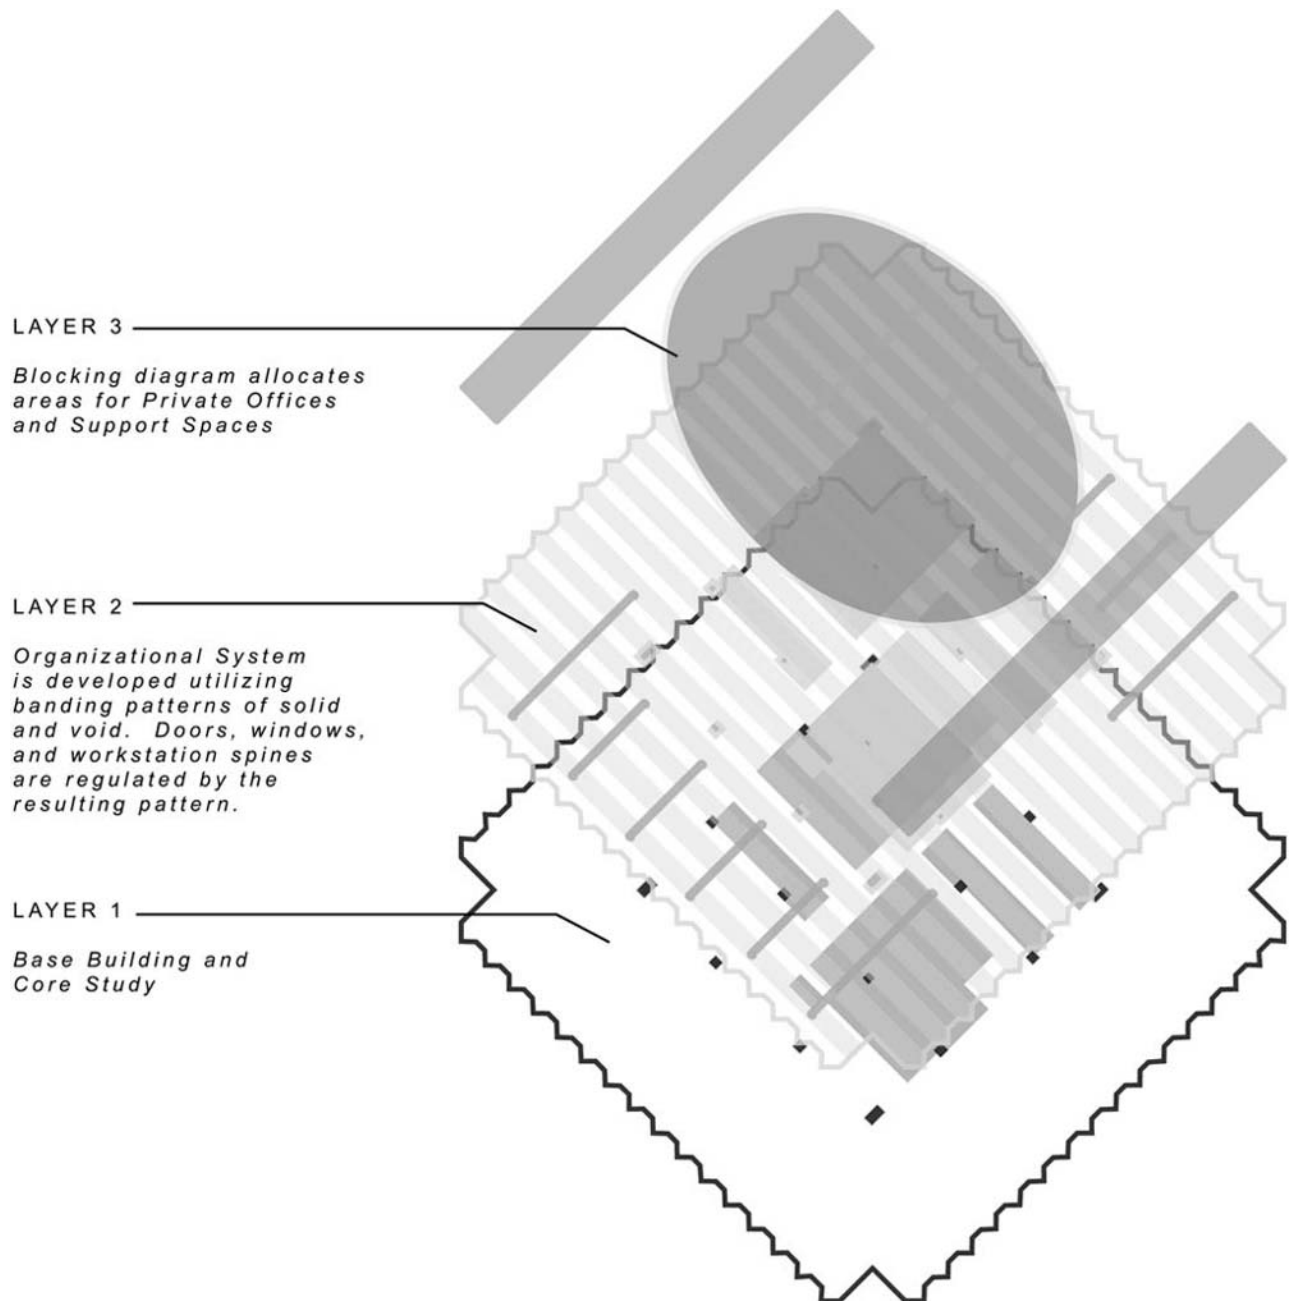 LAYER 3
Blocking diagram allocates
areas for Private Offices
and Support Spaces
LAYER 2
Organizational System
is developed utilizing
banding patterns of solid
and void. Doors, windows,
and workstation spines
are regulated by the
resulting pattern.
LAYER 1
Base Building and
Core Study